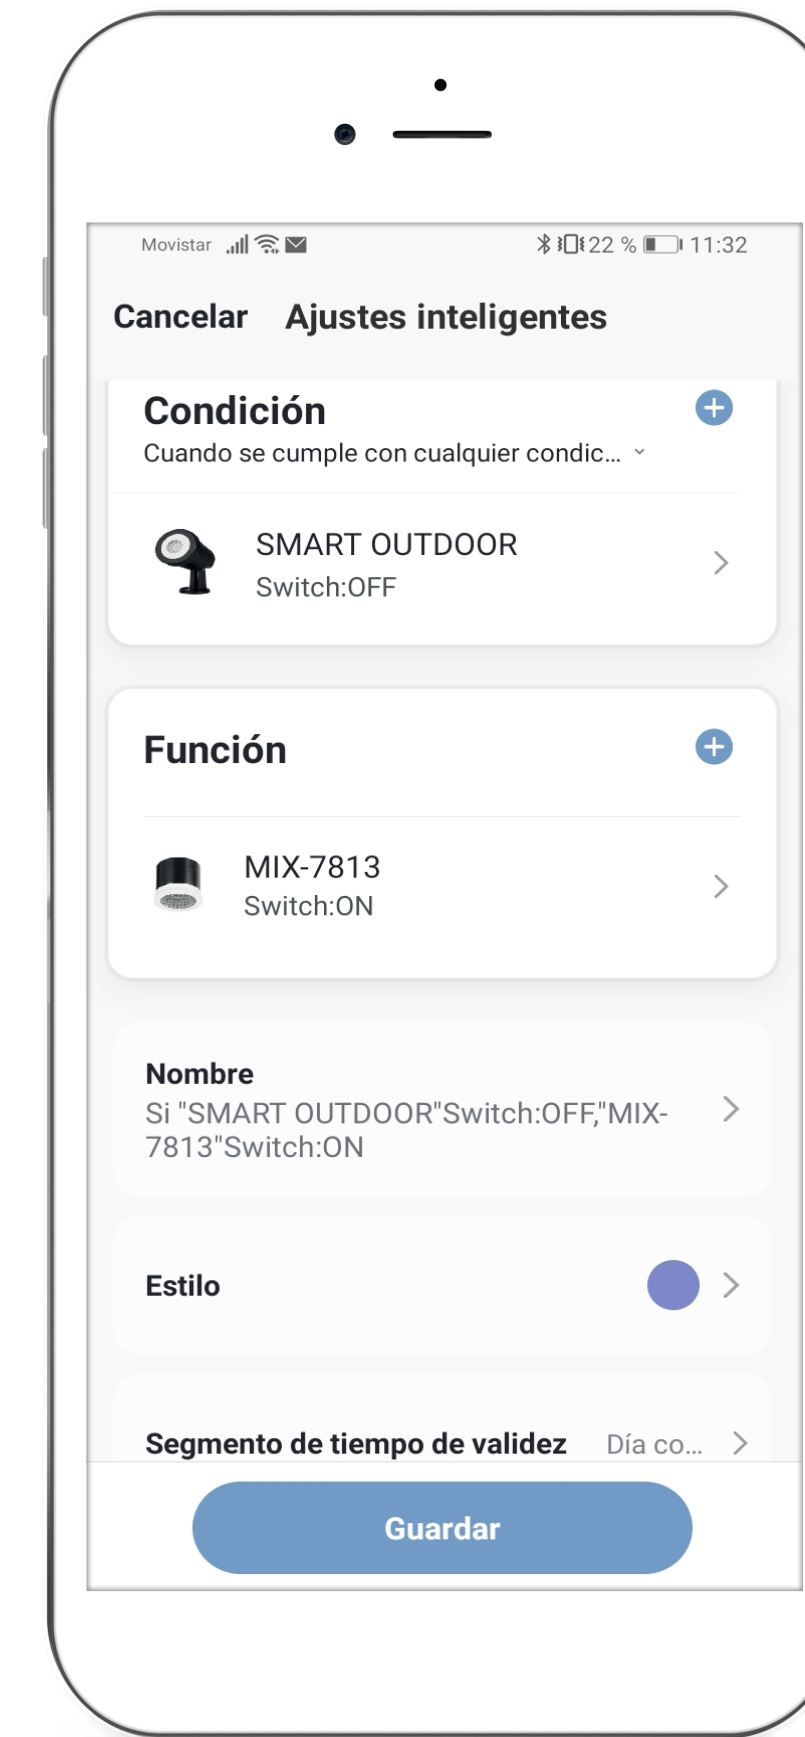 Movistar 22 % 11:32
Cancelar Ajustes inteligentes
Condición
Cuando se cumple con cualquier condic...
SMART OUTDOOR
Switch:OFF
Función
MIX-7813
Switch:ON
Nombre
Si "SMART OUTDOOR"Switch:OFF,"MIX-
7813"Switch:ON
Estilo
Segmento de tiempo de validez Día co...
Guardar